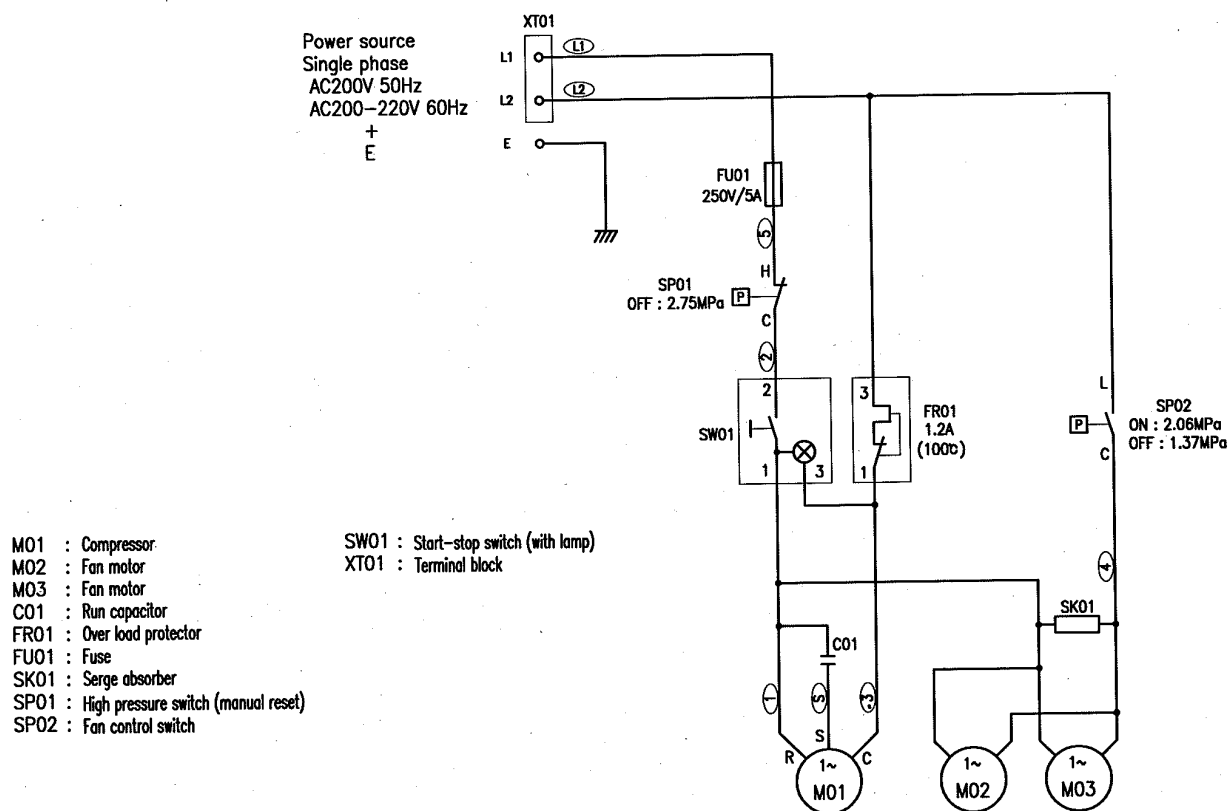 XT01
Power source
Single phase
AC200V 50Hz
AC200-220V 60Hz
+
E
L1
L1
L2
L2
E
FU01
250V/5A
5
H
SP01
OFF : 2.75MPa
P
C
2
2
SW01
1
3
3
FR01
1.2A
(100℃)
1
L
SP02
ON : 2.06MPa
OFF : 1.37MPa
P
C
4
SK01
C01
1
S
3
R
S
C
1~
M01
1~
M02
1~
M03
M01 : Compressor
M02 : Fan motor
M03 : Fan motor
C01 : Run capacitor
FR01 : Over load protector
FU01 : Fuse
SK01 : Serge absorber
SP01 : High pressure switch (manual reset)
SP02 : Fan control switch
SW01 : Start-stop switch (with lamp)
XT01 : Terminal block